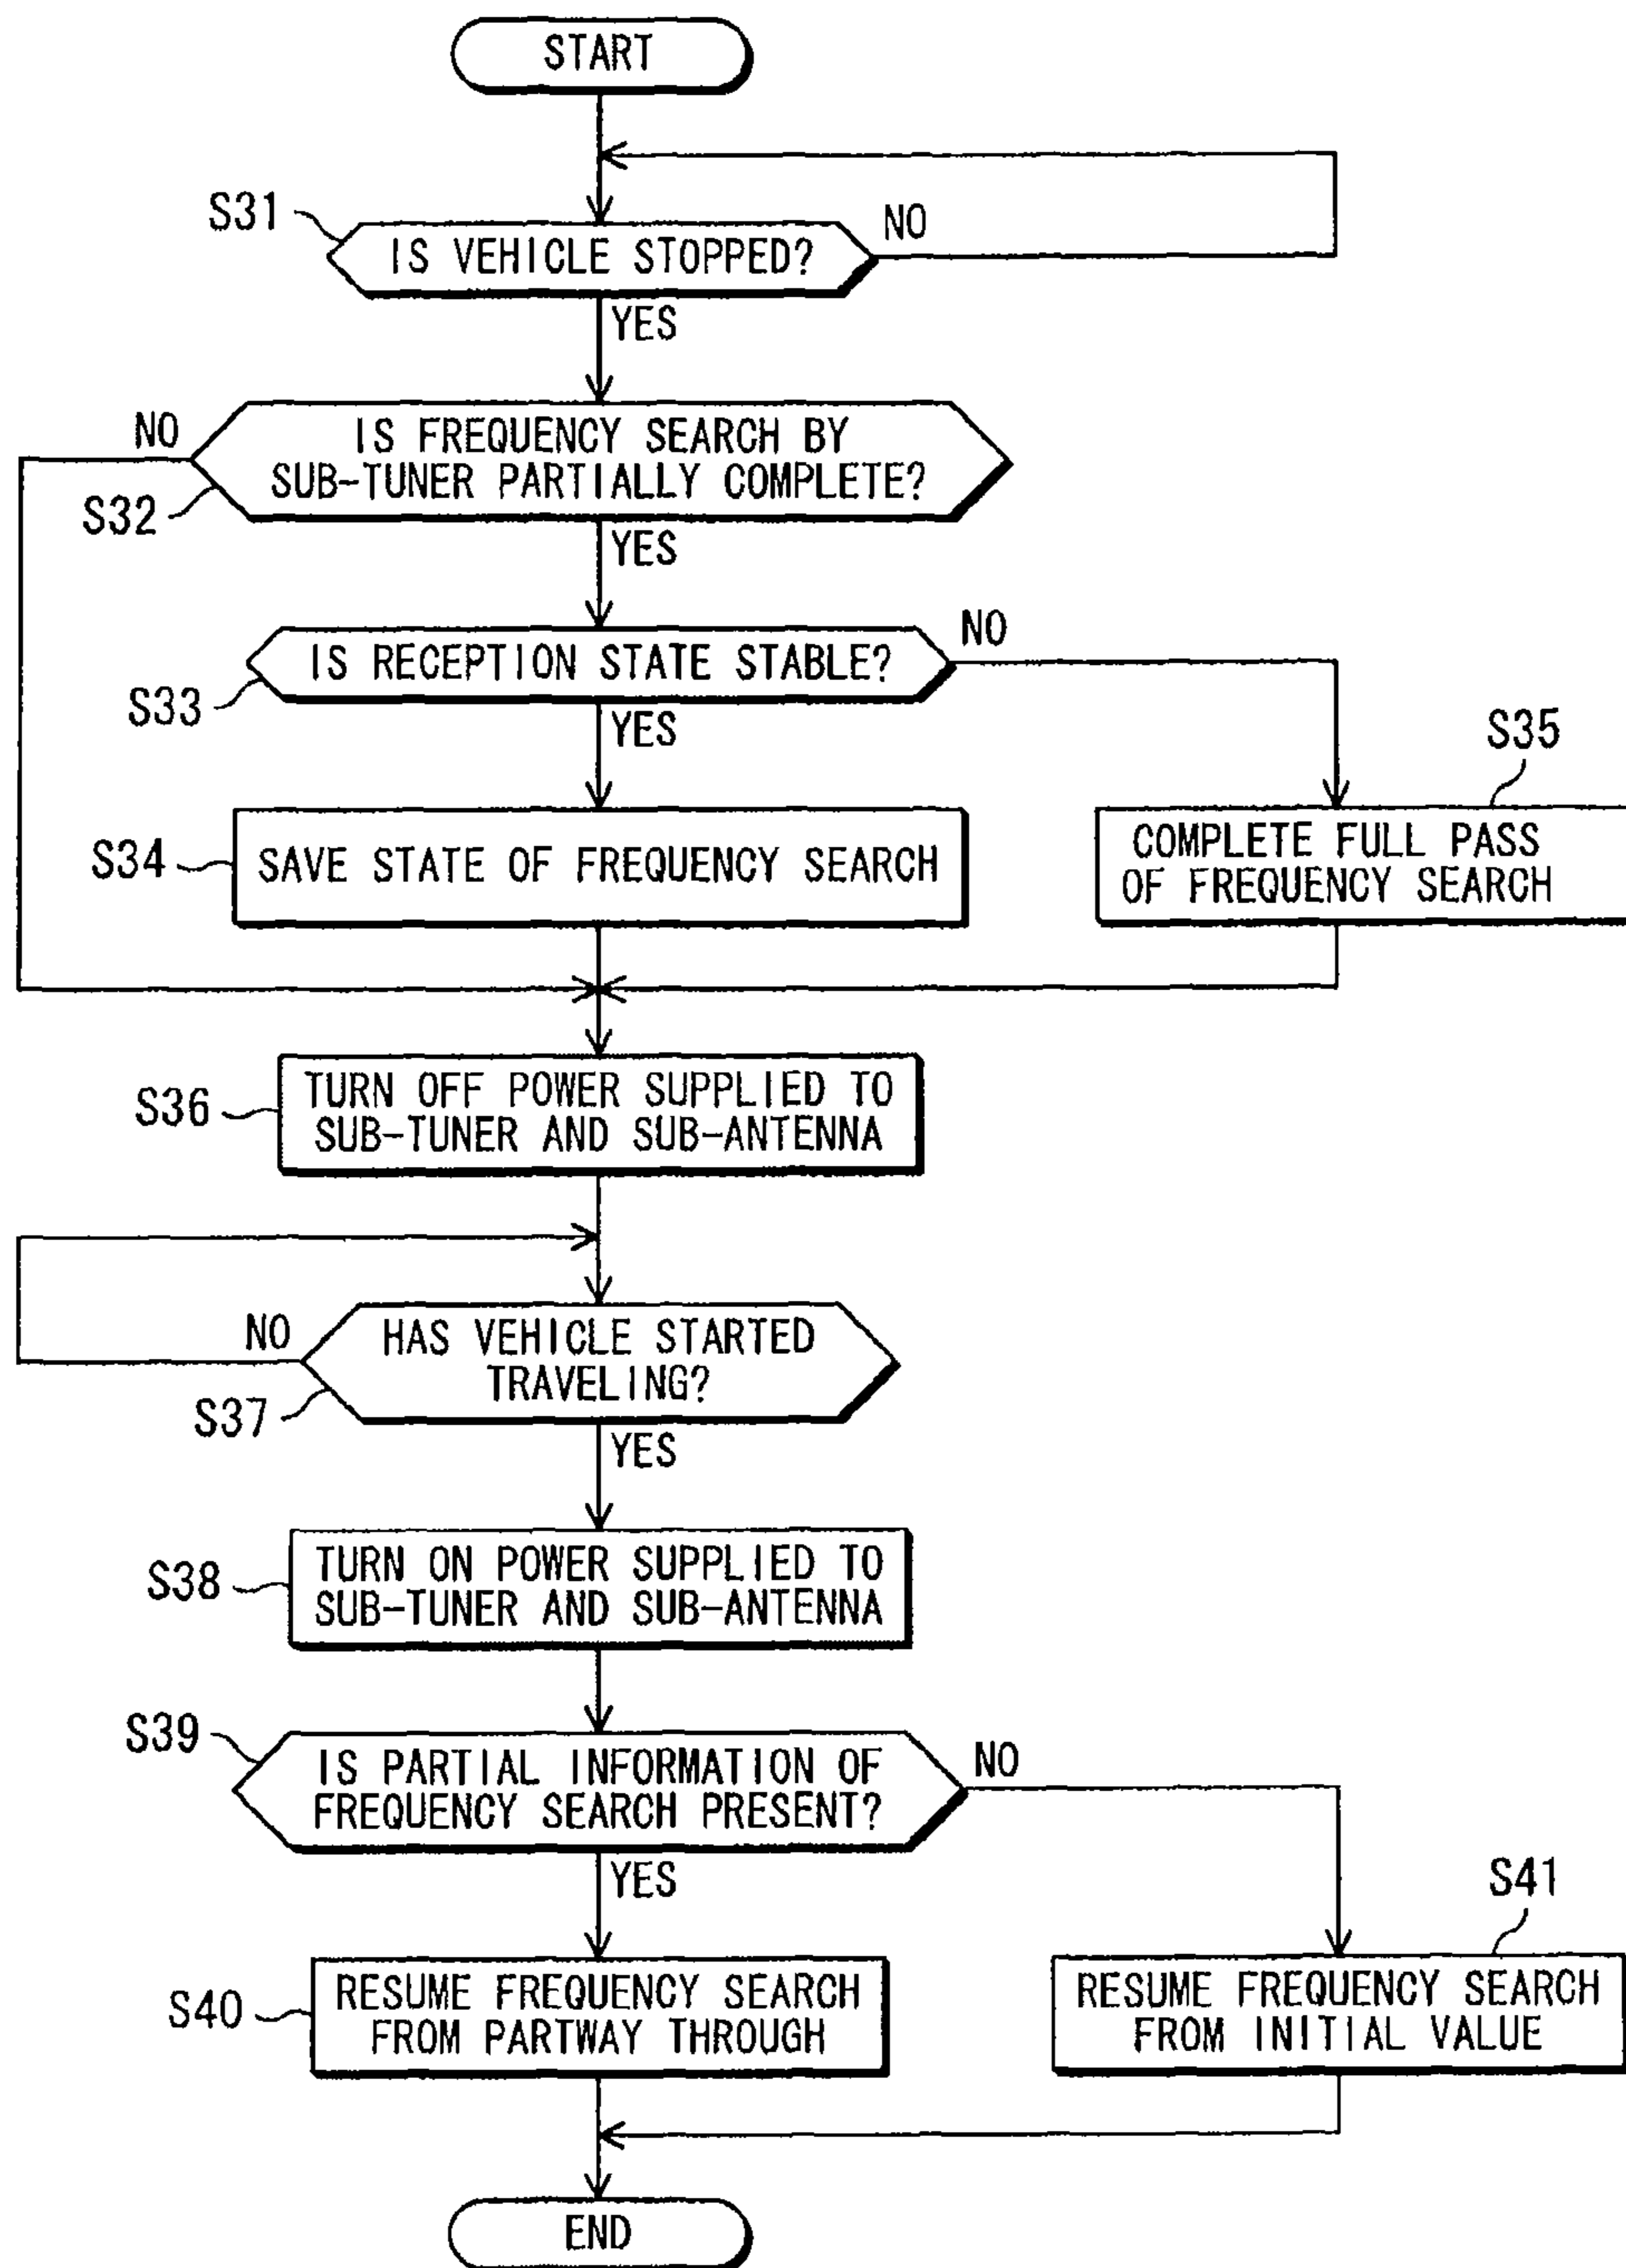 START
S31
IS VEHICLE STOPPED?
NO
YES
NO
S32
IS FREQUENCY SEARCH BY
SUB-TUNER PARTIALLY COMPLETE?
YES
S33
IS RECEPTION STATE STABLE?
NO
YES
S34
SAVE STATE OF FREQUENCY SEARCH
S35
COMPLETE FULL PASS
OF FREQUENCY SEARCH
S36
TURN OFF POWER SUPPLIED TO
SUB-TUNER AND SUB-ANTENNA
NO
S37
HAS VEHICLE STARTED
TRAVELING?
YES
S38
TURN ON POWER SUPPLIED TO
SUB-TUNER AND SUB-ANTENNA
S39
IS PARTIAL INFORMATION OF
FREQUENCY SEARCH PRESENT?
NO
YES
S40
RESUME FREQUENCY SEARCH
FROM PARTWAY THROUGH
S41
RESUME FREQUENCY SEARCH
FROM INITIAL VALUE
END